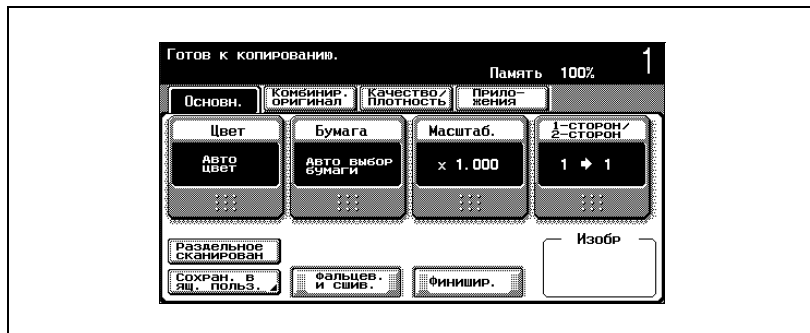 Готов к копированию.
Память 100% 1
Основн.
Комбинир.
оригинал
Качество/
Плотность
Прило-
жения
Цвет
Авто
цвет
Бумага
Авто выбор
бумаги
Масштаб.
x 1.000
1-сторон/
2-сторон
1 ➜ 1
Раздельное
сканирован
Сохран. в
ящ. польз.
Фальцев.
и сшив.
Финишир.
Изобр